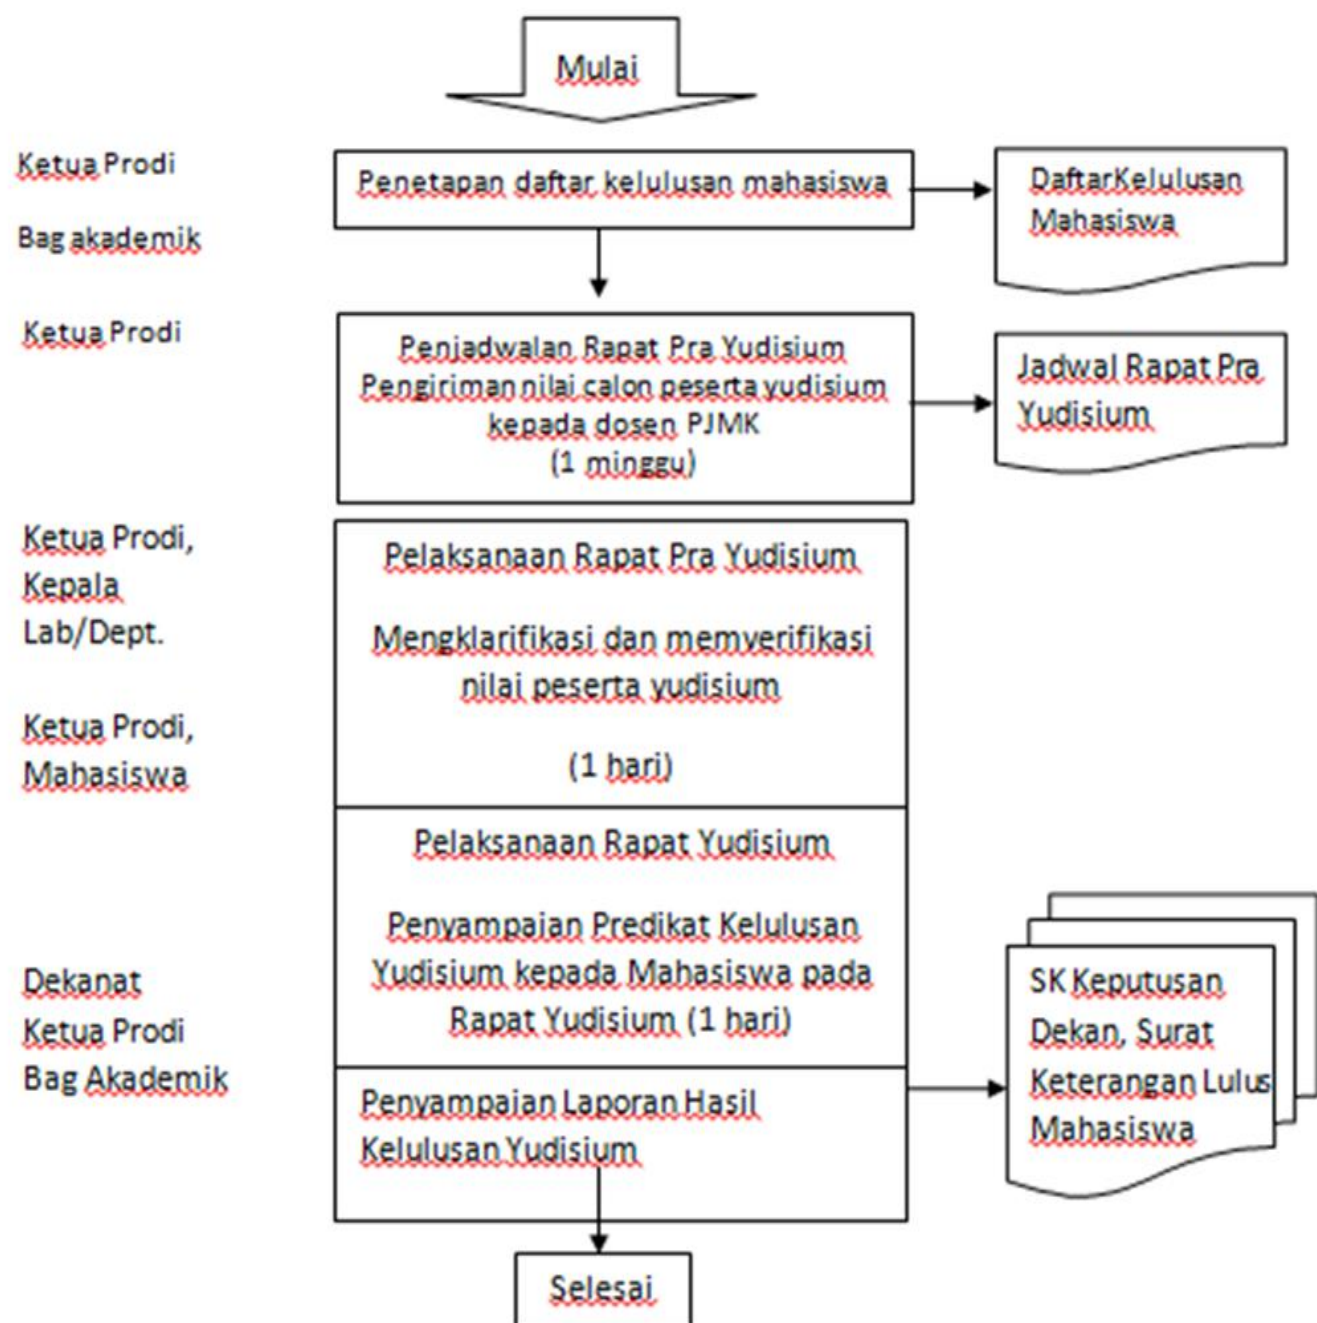 Mulai
Ketua Prodi
Bag akademik
Penetapan daftar kelulusan mahasiswa
Daftar Kelulusan
Mahasiswa
Ketua Prodi
Penjadwalan Rapat Pra Yudisium
Pengiriman nilai calon peserta yudisium
kepada dosen PJMK
(1 minggu)
Jadwal Rapat Pra
Yudisium
Ketua Prodi,
Kepala
Lab/Dept.
Ketua Prodi,
Mahasiswa
Pelaksanaan Rapat Pra Yudisium
Mengklarifikasi dan memverifikasi
nilai peserta yudisium
(1 hari)
Pelaksanaan Rapat Yudisium
Penyampaian Predikat Kelulusan
Yudisium kepada Mahasiswa pada
Rapat Yudisium (1 hari)
Dekanat
Ketua Prodi
Bag Akademik
Penyampaian Laporan Hasil
Kelulusan Yudisium
SK Keputusan
Dekan, Surat
Keterangan Lulus
Mahasiswa
Selesai